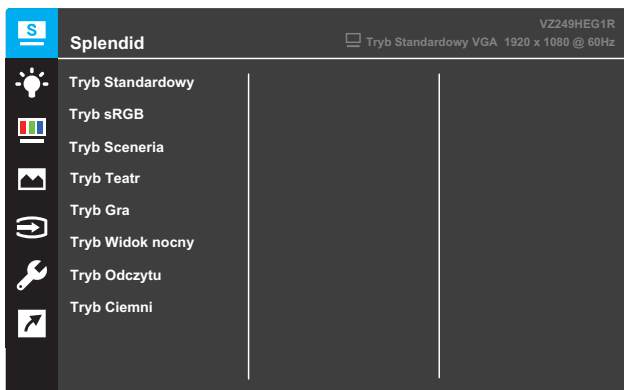 S
VZ249HEG1R
Splendid
Tryb Standardowy VGA 1920 x 1080 @ 60Hz
Tryb Standardowy
Tryb sRGB
Tryb Sceneria
Tryb Teatr
Tryb Gra
Tryb Widok nocny
Tryb Odczytu
Tryb Ciemni